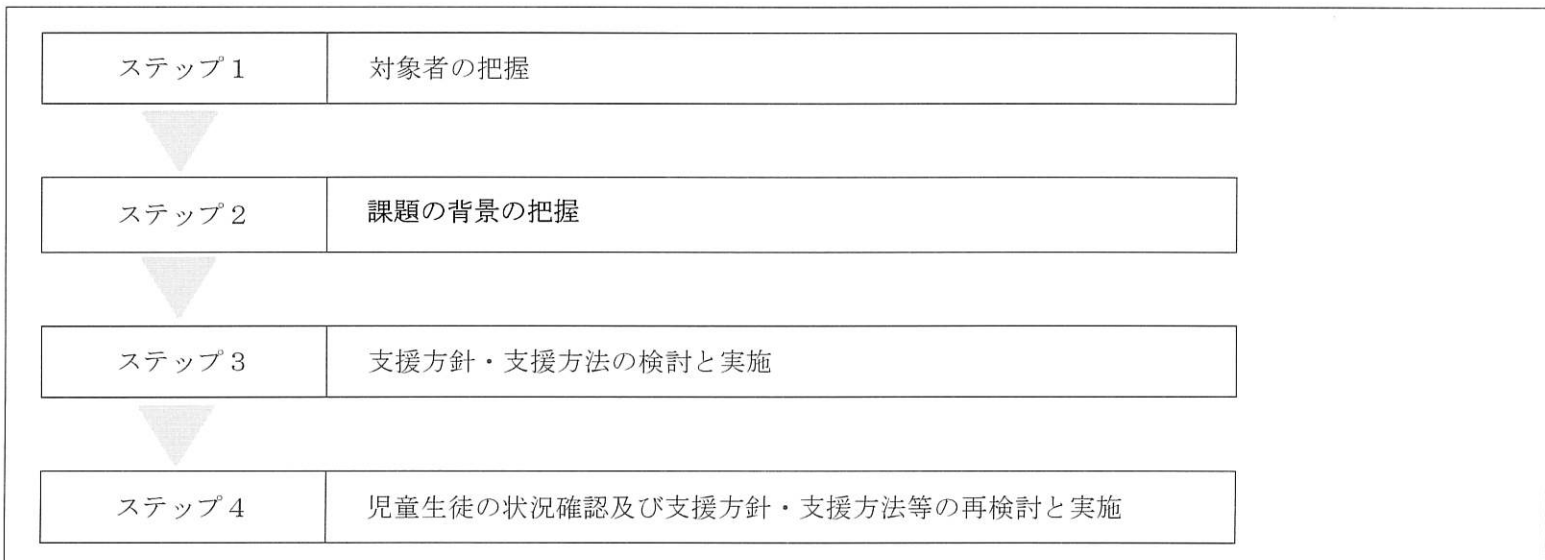 ステップ１ 対象者の把握
ステップ２ 課題の背景の把握
ステップ３ 支援方針・支援方法の検討と実施
ステップ４ 児童生徒の状況確認及び支援方針・支援方法等の再検討と実施